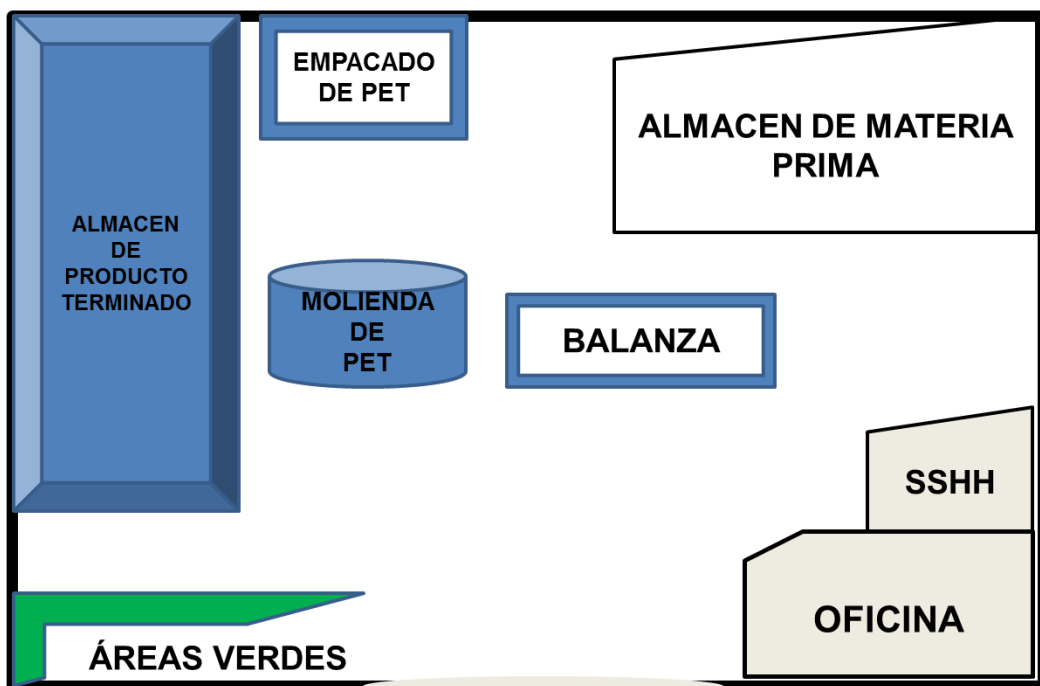 EMPACADO
DE PET
ALMACEN DE MATERIA
PRIMA
ALMACEN
DE
PRODUCTO
TERMINADO
MOLIENDA
DE
PET
BALANZA
SSHH
OFICINA
ÁREAS VERDES